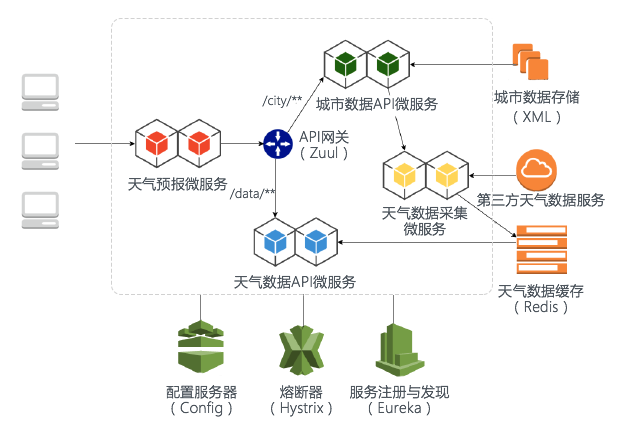 /city/**
城市数据API微服务
城市数据存储
（XML）
API网关
（Zuul）
天气预报微服务
/data/**
天气数据采集
微服务
第三方天气数据服务
天气数据API微服务
天气数据缓存
（Redis）
配置服务器
（Config）
熔断器
（Hystrix）
服务注册与发现
（Eureka）